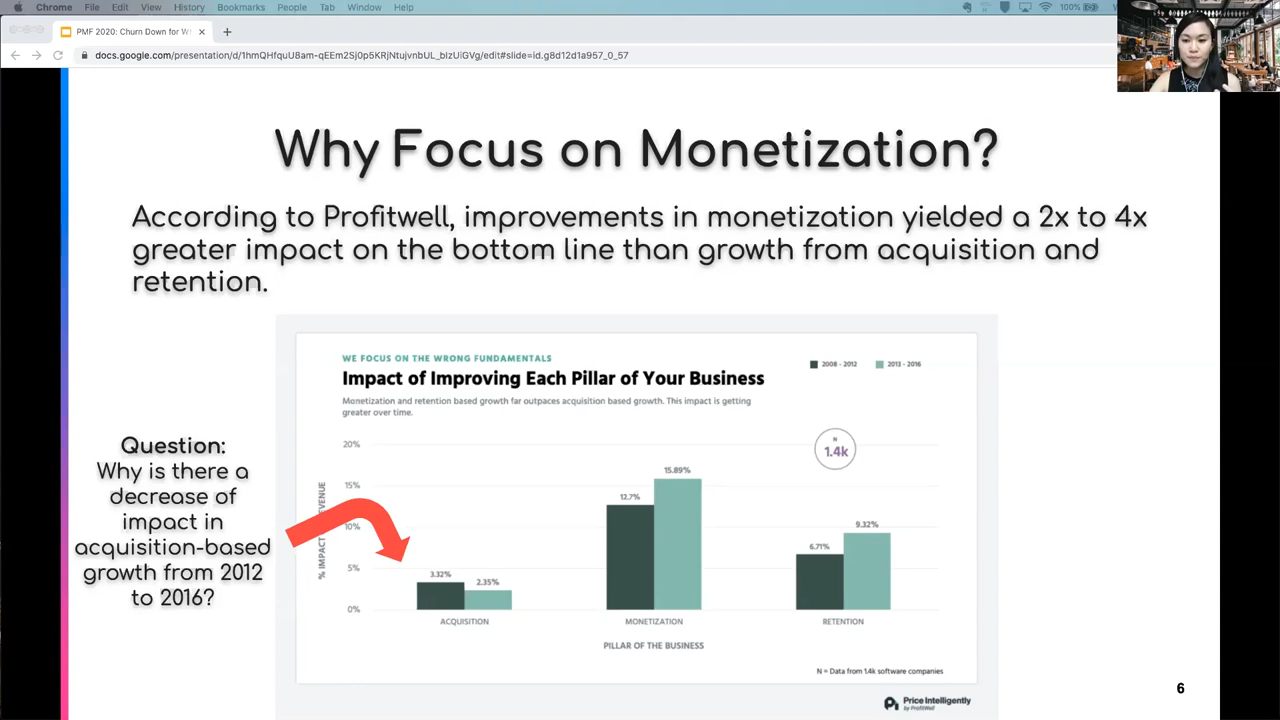 Chrome File Edit View History Bookmarks People Tab Window Help
100%
PMF 2020: Churn Down for W
docs.google.com/presentation/d/1hmQHfquU8am-qEEm2Sj0p5KRjNtujvnbUL_bIzUiGVg/edit#slide=id.g8d12d1a957_0_57
Why Focus on Monetization?
According to Profitwell, improvements in monetization yielded a 2x to 4x
greater impact on the bottom line than growth from acquisition and
retention.
WE FOCUS ON THE WRONG FUNDAMENTALS
2008 - 2012
2013 - 2016
Impact of Improving Each Pillar of Your Business
Monetization and retention based growth far outpaces acquisition based growth. This impact is getting
greater over time.
Question:
Why is there a
decrease of
impact in
acquisition-based
growth from 2012
to 2016?
N
1.4k
20%
15%
10%
5%
0%
3.32%
2.35%
12.7%
15.89%
6.71%
9.32%
ACQUISITION
MONETIZATION
RETENTION
PILLAR OF THE BUSINESS
N = Data from 1.4k software companies
Price Intelligently
by ProfitWell
6